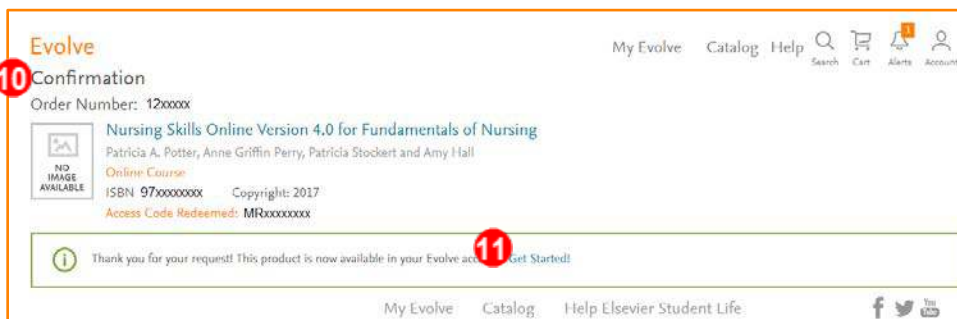 Evolve
My Evolve Catalog Help
Search Cart Alerts Account
10
Confirmation
Order Number: 12xxxxx
Nursing Skills Online Version 4.0 for Fundamentals of Nursing
Patricia A. Potter, Anne Griffin Perry, Patricia Stockert and Amy Hall
NO
IMAGE
AVAILABLE
Online Course
ISBN 97xxxxxxxx Copyright: 2017
Access Code Redeemed: MRxxxxxxxx
11
Thank you for your request! This product is now available in your Evolve Get Started!
My Evolve Catalog Help Elsevier Student Life
f
You
Tube